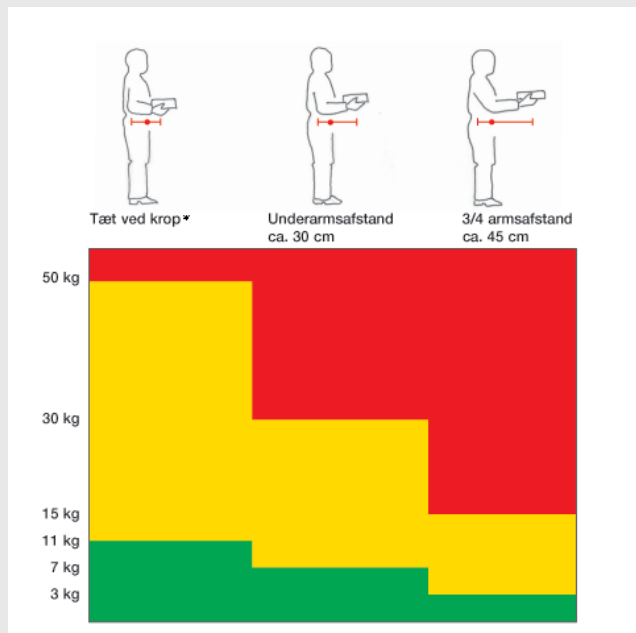 Tæt ved krop*
Underarmsafstand
ca. 30 cm
3/4 armsafstand
ca. 45 cm
50 kg
30 kg
15 kg
11 kg
7 kg
3 kg